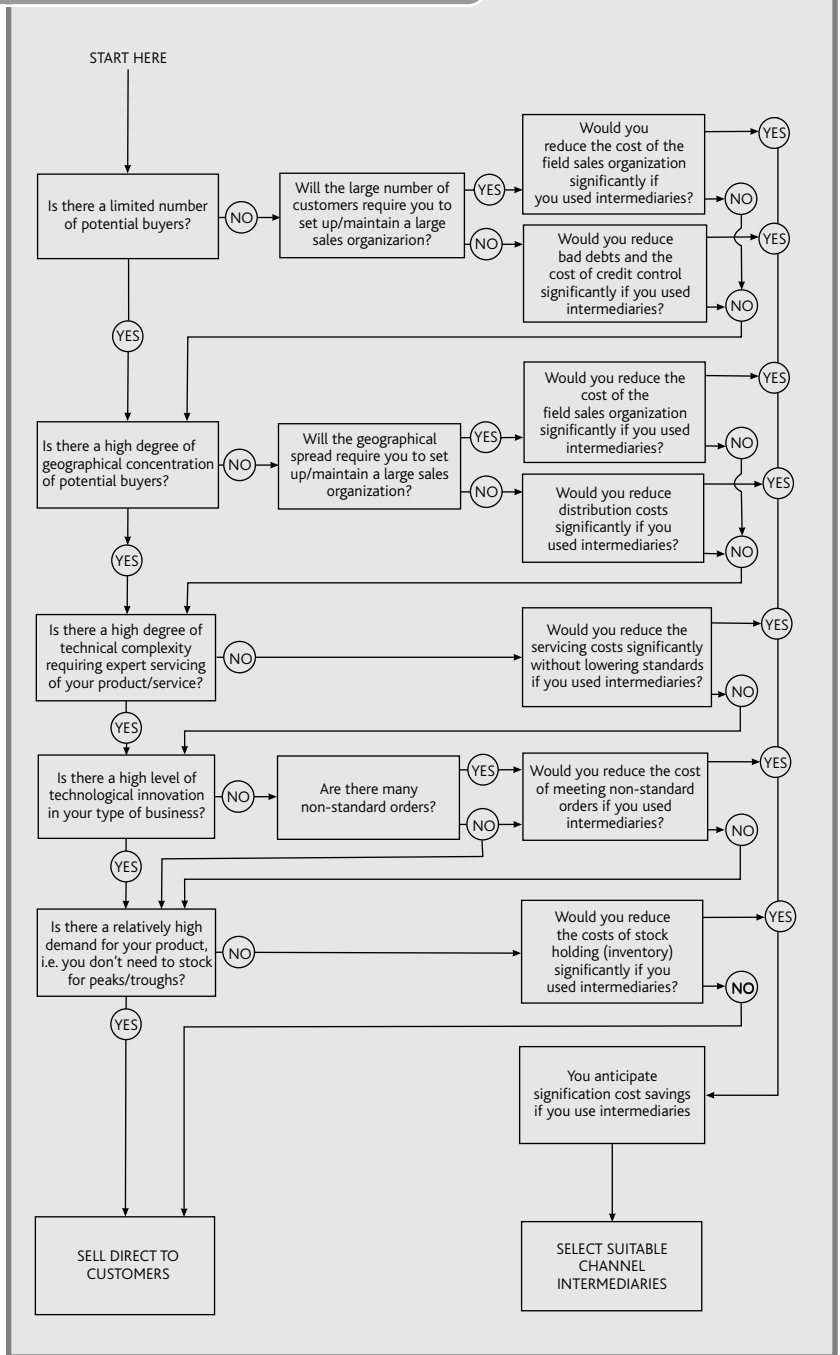 START HERE
Is there a limited number
of potential buyers?
NO
Will the large number of
customers require you to
set up/maintain a large
sales organizarion?
YES
Would you
reduce the cost of the
field sales organization
significantly if
you used intermediaries?
YES
NO
NO
Would you reduce
bad debts and the
cost of credit control
significantly if you used
intermediaries?
YES
NO
YES
Is there a high degree of
geographical concentration
of potential buyers?
NO
Will the geographical
spread require you to set
up/maintain a large sales
organization?
YES
Would you reduce the
cost of the
field sales organization
significantly if you used
intermediaries?
YES
NO
NO
Would you reduce
distribution costs
significantly if you
used intermediaries?
YES
NO
YES
Is there a high degree of
technical complexity
requiring expert servicing
of your product/service?
NO
Would you reduce the
servicing costs significantly
without lowering standards
if you used intermediaries?
YES
NO
YES
Is there a high level of
technological innovation
in your type of business?
NO
Are there many
non-standard orders?
YES
NO
Would you reduce the cost
of meeting non-standard
orders if you used
intermediaries?
YES
NO
YES
Is there a relatively high
demand for your product,
i.e. you don't need to stock
for peaks/troughs?
NO
Would you reduce
the costs of stock
holding (inventory)
significantly if you
used intermediaries?
YES
NO
YES
You anticipate
signification cost savings
if you use intermediaries
SELL DIRECT TO
CUSTOMERS
SELECT SUITABLE
CHANNEL
INTERMEDIARIES